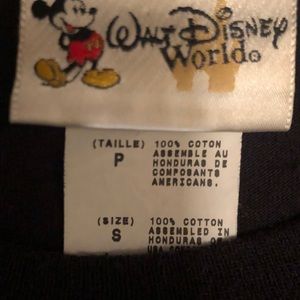 Walt Disney
World
(TAILLE) 100% COTON
P ASSEMBLE AU
HONDURAS DE
COMPOSANTS
AMERICANS.
(SIZE) 100% COTTON
S ASSEMBLED IN
HONDURAS OF
USA